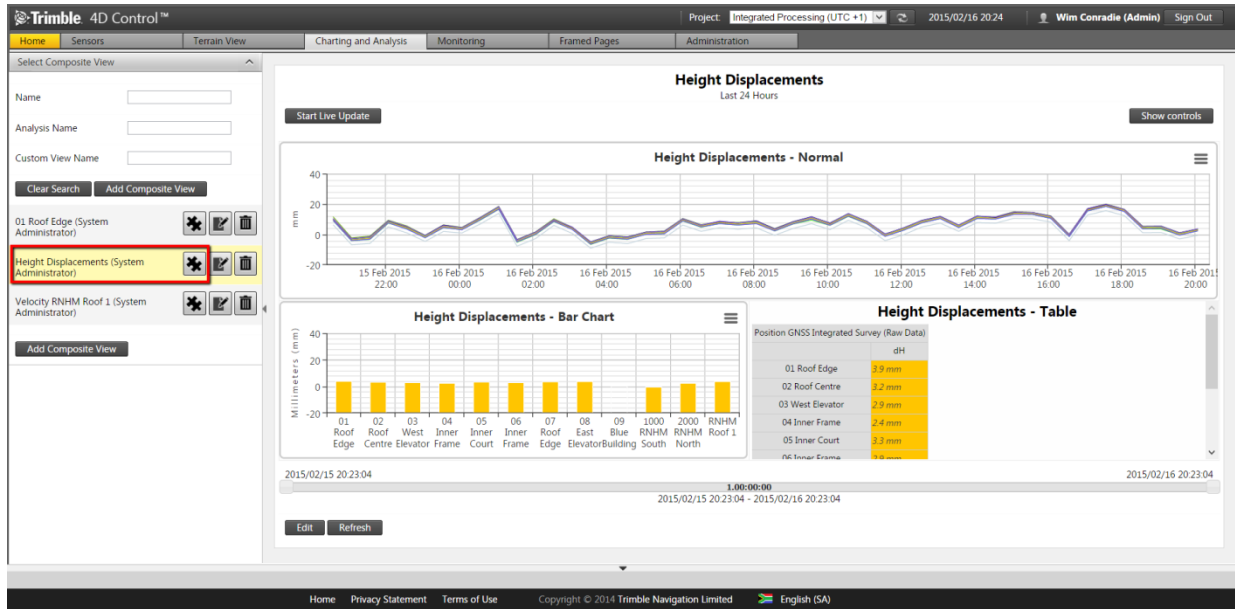 Trimble. 4D Control™
Project: Integrated Processing (UTC +1) 2015/02/16 20:24 Wim Conradie (Admin) Sign Out
Home Sensors Terrain View Charting and Analysis Monitoring Framed Pages Administration
Select Composite View
Name
Analysis Name
Custom View Name
Clear Search Add Composite View
01 Roof Edge (System
Administrator)
Height Displacements (System
Administrator)
Velocity RNHM Roof 1 (System
Administrator)
Add Composite View
Height Displacements
Last 24 Hours
Start Live Update Show controls
Height Displacements - Normal
mm
40
20
0
-20
15 Feb 2015 16 Feb 2015 16 Feb 2015 16 Feb 2015 16 Feb 2015 16 Feb 2015 16 Feb 2015 16 Feb 2015 16 Feb 2015 16 Feb 2015 16 Feb 2015 16 Feb 2015
22:00 00:00 02:00 04:00 06:00 08:00 10:00 12:00 14:00 16:00 18:00 20:00
Height Displacements - Bar Chart
Millimeters (mm)
40
20
0
-20
01 02 03 04 05 06 07 08 09 1000 2000 RNHM
Roof Roof West Inner Inner Inner Roof East Blue RNHM RNHM Roof 1
Edge Centre Elevator Frame Court Frame Edge Elevator Building South North
Height Displacements - Table
Position GNSS Integrated Survey (Raw Data)
dH
01 Roof Edge 3.9 mm
02 Roof Centre 3.2 mm
03 West Elevator 2.9 mm
04 Inner Frame 2.4 mm
05 Inner Court 3.3 mm
06 Inner Frame 2.9 mm
2015/02/15 20:23:04 2015/02/16 20:23:04
1.00:00:00
2015/02/15 20:23:04 - 2015/02/16 20:23:04
Edit Refresh
Home Privacy Statement Terms of Use Copyright © 2014 Trimble Navigation Limited English (SA)